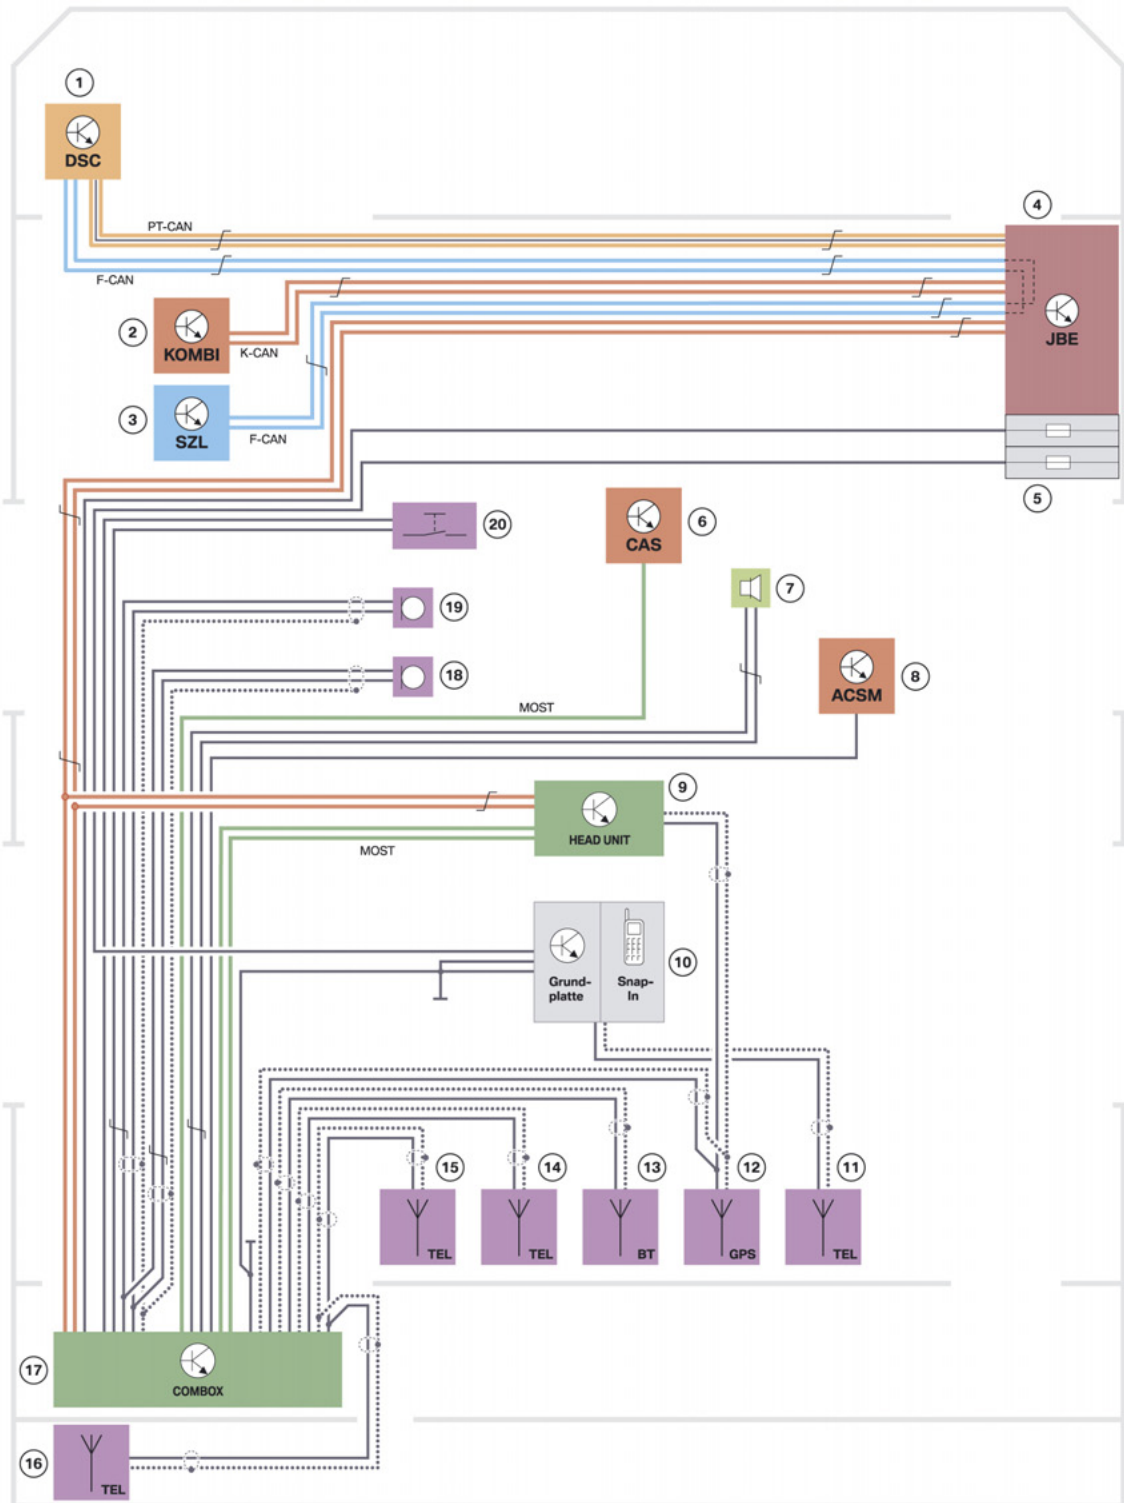 1
DSC
PT-CAN
4
F-CAN
2
KOMBI
K-CAN
JBE
3
SZL
F-CAN
5
20
6
CAS
7
19
18
8
ACSM
MOST
9
HEAD UNIT
MOST
10
Grund-
platte
Snap-
In
15
14
13
12
11
TEL
TEL
BT
GPS
TEL
17
COMBOX
16
TEL